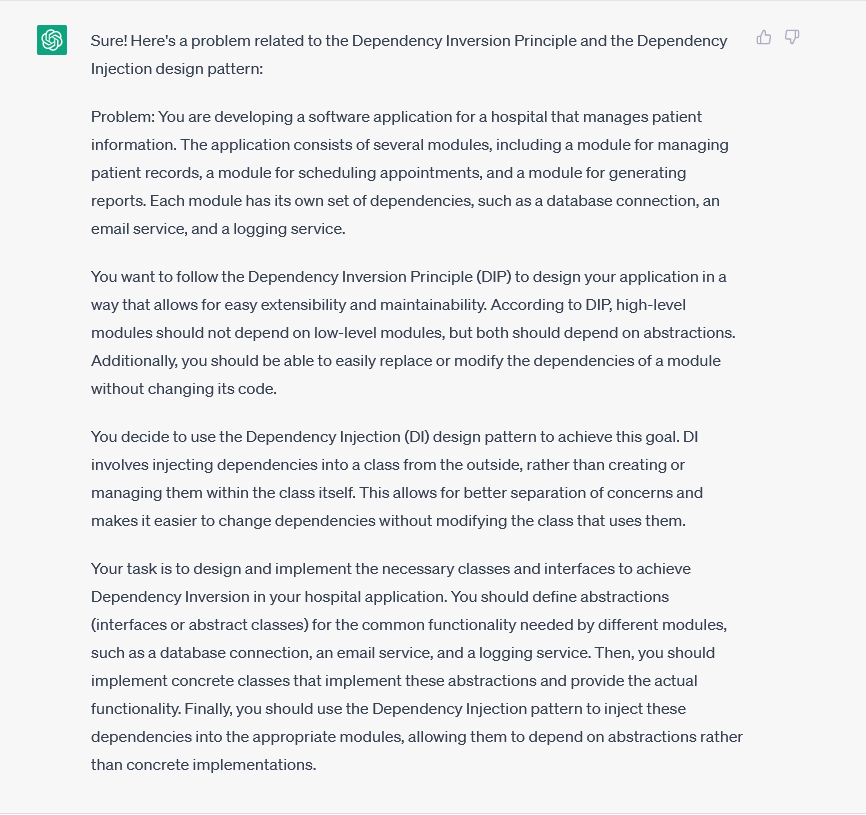 Sure! Here's a problem related to the Dependency Inversion Principle and the Dependency
Injection design pattern:
Problem: You are developing a software application for a hospital that manages patient
information. The application consists of several modules, including a module for managing
patient records, a module for scheduling appointments, and a module for generating
reports. Each module has its own set of dependencies, such as a database connection, an
email service, and a logging service.
You want to follow the Dependency Inversion Principle (DIP) to design your application in a
way that allows for easy extensibility and maintainability. According to DIP, high-level
modules should not depend on low-level modules, but both should depend on abstractions.
Additionally, you should be able to easily replace or modify the dependencies of a module
without changing its code.
You decide to use the Dependency Injection (DI) design pattern to achieve this goal. DI
involves injecting dependencies into a class from the outside, rather than creating or
managing them within the class itself. This allows for better separation of concerns and
makes it easier to change dependencies without modifying the class that uses them.
Your task is to design and implement the necessary classes and interfaces to achieve
Dependency Inversion in your hospital application. You should define abstractions
(interfaces or abstract classes) for the common functionality needed by different modules,
such as a database connection, an email service, and a logging service. Then, you should
implement concrete classes that implement these abstractions and provide the actual
functionality. Finally, you should use the Dependency Injection pattern to inject these
dependencies into the appropriate modules, allowing them to depend on abstractions rather
than concrete implementations.